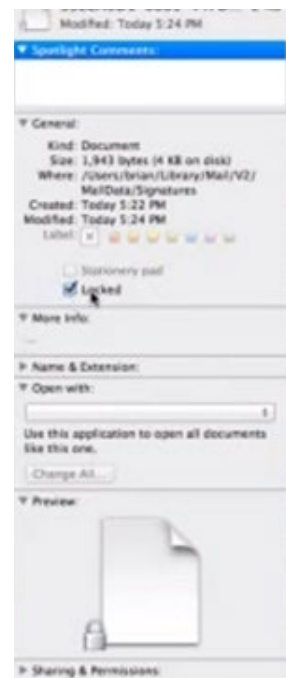 Modified: Today 5:24 PM
Spotlight Comments:
General:
Kind: Document
Size: 1,943 bytes (4 KB on disk)
Where: /Users/brian/Library/Mail/V2/
MailData/Signatures
Created: Today 5:22 PM
Modified: Today 5:24 PM
Label:
Stationery pad
Locked
More Info:
...
Name & Extension:
Open with:
Use this application to open all documents
like this one.
Change All...
Preview:
Sharing & Permissions: